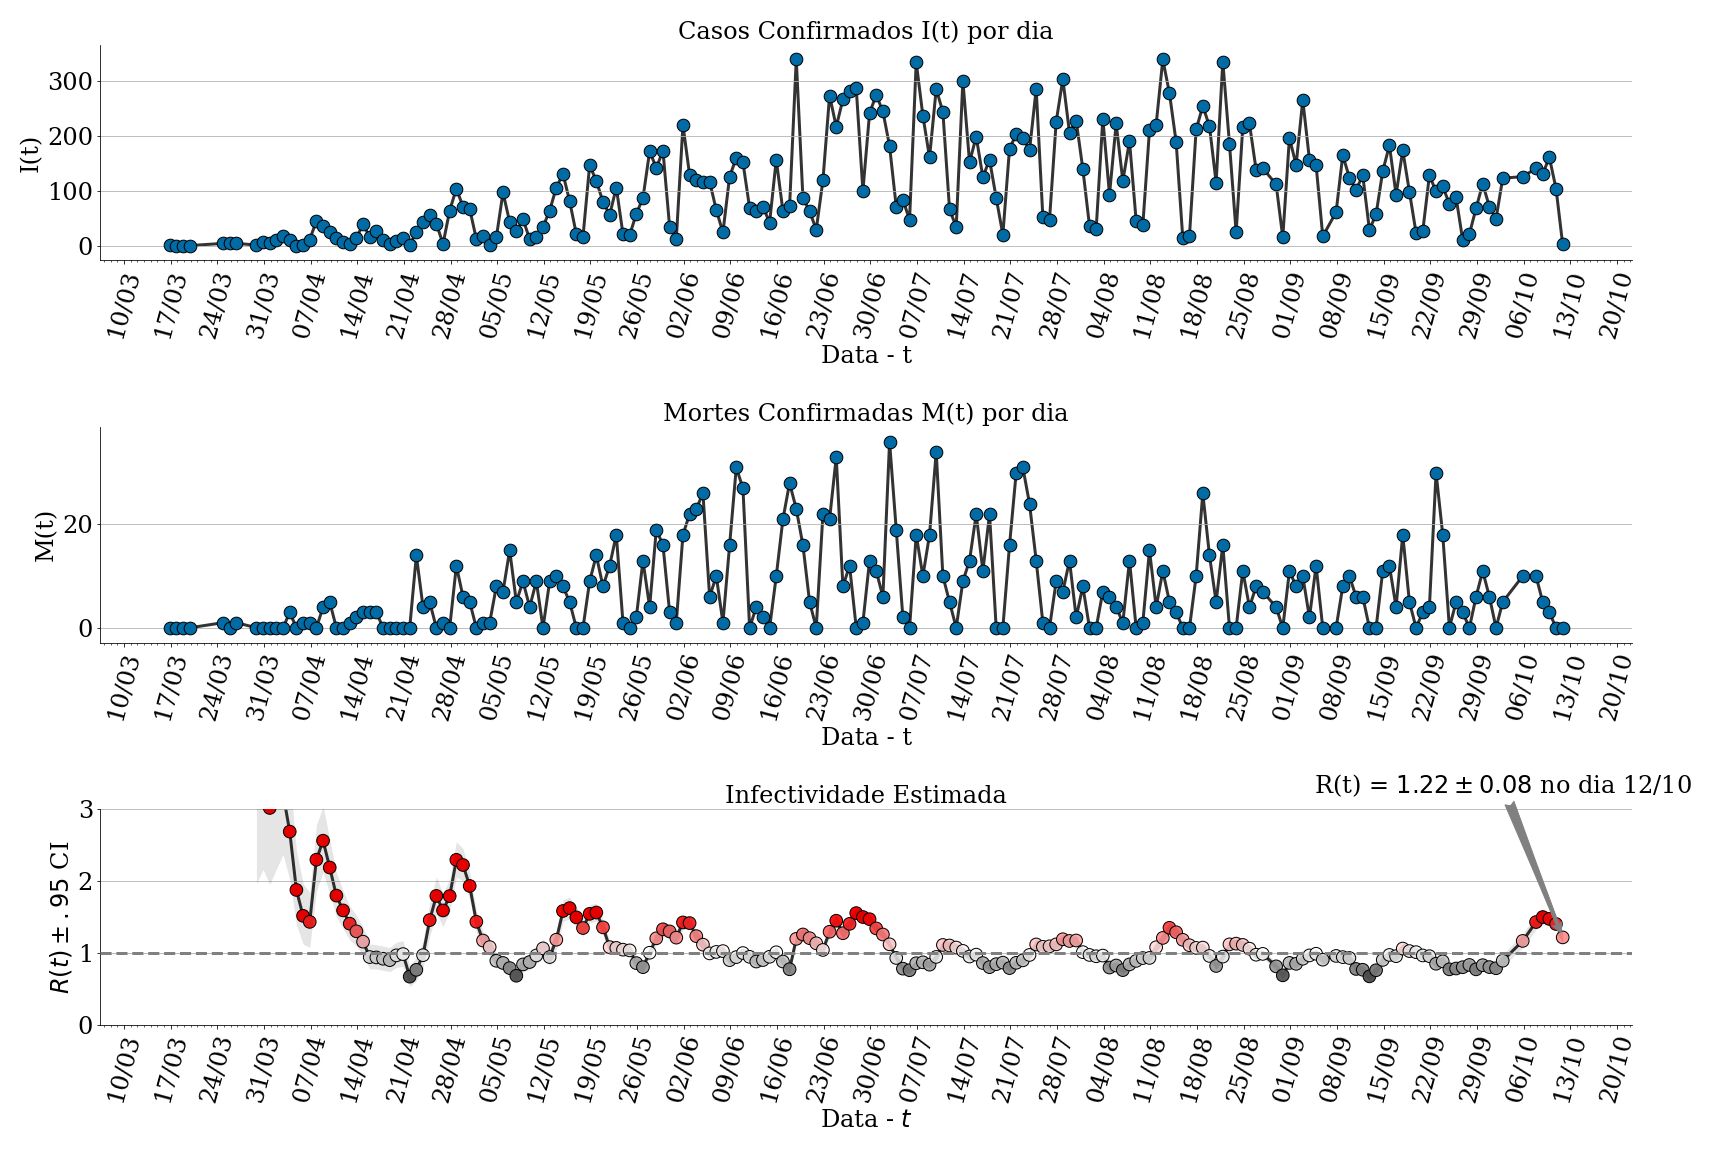 Casos Confirmados I(t) por dia
I(t)
300
200
100
0
10/03 17/03 24/03 31/03 07/04 14/04 21/04 28/04 05/05 12/05 19/05 26/05 02/06 09/06 16/06 23/06 30/06 07/07 14/07 21/07 28/07 04/08 11/08 18/08 25/08 01/09 08/09 15/09 22/09 29/09 06/10 13/10 20/10
Data - t
Mortes Confirmadas M(t) por dia
M(t)
20
0
10/03 17/03 24/03 31/03 07/04 14/04 21/04 28/04 05/05 12/05 19/05 26/05 02/06 09/06 16/06 23/06 30/06 07/07 14/07 21/07 28/07 04/08 11/08 18/08 25/08 01/09 08/09 15/09 22/09 29/09 06/10 13/10 20/10
Data - t
R(t) = 1.22 ± 0.08 no dia 12/10
Infectividade Estimada
R(t) ± .95 CI
3
2
1
0
10/03 17/03 24/03 31/03 07/04 14/04 21/04 28/04 05/05 12/05 19/05 26/05 02/06 09/06 16/06 23/06 30/06 07/07 14/07 21/07 28/07 04/08 11/08 18/08 25/08 01/09 08/09 15/09 22/09 29/09 06/10 13/10 20/10
Data - t